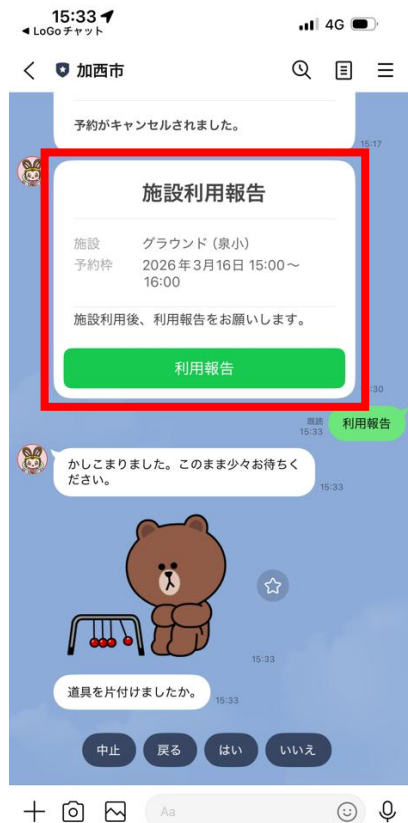 15:33
4G
◀ LoGoチャット
加西市
予約がキャンセルされました。
15:17
施設利用報告
施設 グラウンド（泉小）
予約枠 2026年3月16日 15:00～
16:00
施設利用後、利用報告をお願いします。
利用報告
:30
既読
15:33
利用報告
かしこまりました。このまま少々お待ちく
ださい。
15:33
15:33
道具を片付けましたか。
15:33
中止 戻る はい いいえ
Aa